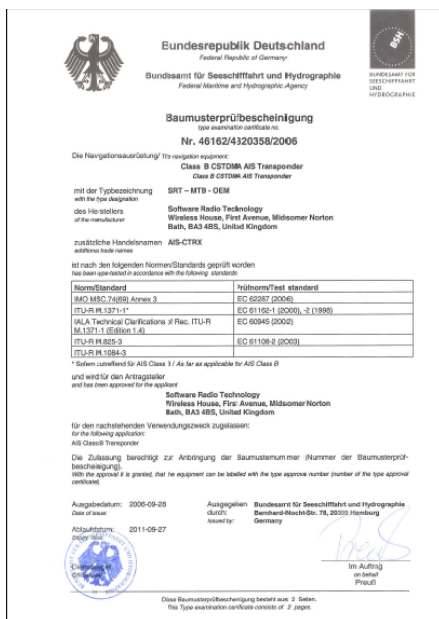 Bundesrepublik Deutschland
Federal Republic of Germany
Bundesamt für Seeschifffahrt und Hydrographie
Federal Maritime and Hydrographic Agency
BSH
BUNDESAMT FÜR
SEESCHIFFFAHRT
UND
HYDROGRAPHIE
Baumusterprüfbescheinigung
type examination certificate no.
Nr. 46162/4320358/2006
Die Navigationsausrüstung/ The navigation equipment:
Class B CSTDMA AIS Transponder
Class B CSTDMA AIS Transponder
mit der Typbezeichnung SRT – MTB - OEM
with the type designation
des Herstellers Software Radio Technology
of the manufacturer Wireless House, First Avenue, Midsomer Norton
Bath, BA3 4BS, United Kingdom
zusätzliche Handelsnamen AIS-CTRX
additional trade names
ist nach den folgenden Normen/Standards geprüft worden
has been type-tested in accordance with the following standards
Norm/Standard Prüfnorm/Test standard
IMO MSC.74(69) Annex 3 EC 62287 (2006)
ITU-R M.1371-1* EC 61162-1 (2000), -2 (1998)
IALA Technical Clarifications of Rec. ITU-R EC 60945 (2002)
M.1371-1 (Edition 1.4)
ITU-R M.825-3 EC 61108-2 (2003)
ITU-R M.1084-3
* Sofern zutreffend für AIS Class B / As far as applicable for AIS Class B
und wird für den Antragsteller
and has been approved for the applicant
Software Radio Technology
Wireless House, First Avenue, Midsomer Norton
Bath, BA3 4BS, United Kingdom
für den nachstehenden Verwendungszweck zugelassen:
for the following application:
AIS Class B Transponder
Die Zulassung berechtigt zur Anbringung der Baumusternummer (Nummer der Baumusterprüf-
bescheinigung).
With the approval it is granted, that he equipment can be labelled with the type approval number (number of the type approval
certificate)
Ausgabedatum: 2006-09-28 Ausgegeben Bundesamt für Seeschifffahrt und Hydrographie
Date of issue: durch: Bernhard-Nocht-Str. 78, 20359 Hamburg
issued by: Germany
Ablaufdatum: 2011-09-27
Expiry date:
Dienstsiegel Im Auftrag
on behalf
Preuß
Diese Baumusterprüfbescheinigung besteht aus 2 Seiten.
This Type examination certificate consists of 2 pages.